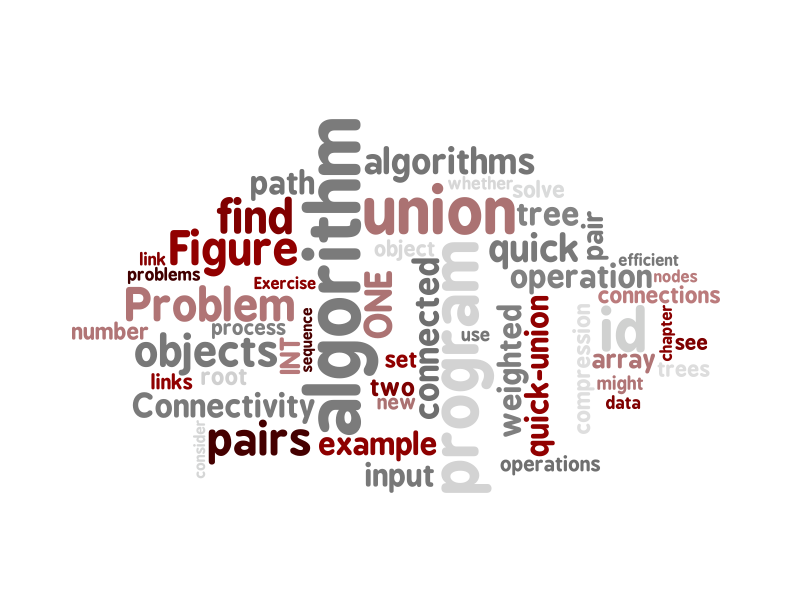 algorithm
algorithms
path
whether
solve
find
union
tree
pair
Figure
object
quick
link
efficient
problems
Exercise
ONE
program
connected
operation
nodes
Problem
connections
number
process
sequence
INT
use
weighted
quick-union
compression
id
chapter
see
objects
set
array
trees
links
root
two
new
might
data
Connectivity
consider
pairs
example
input
operations